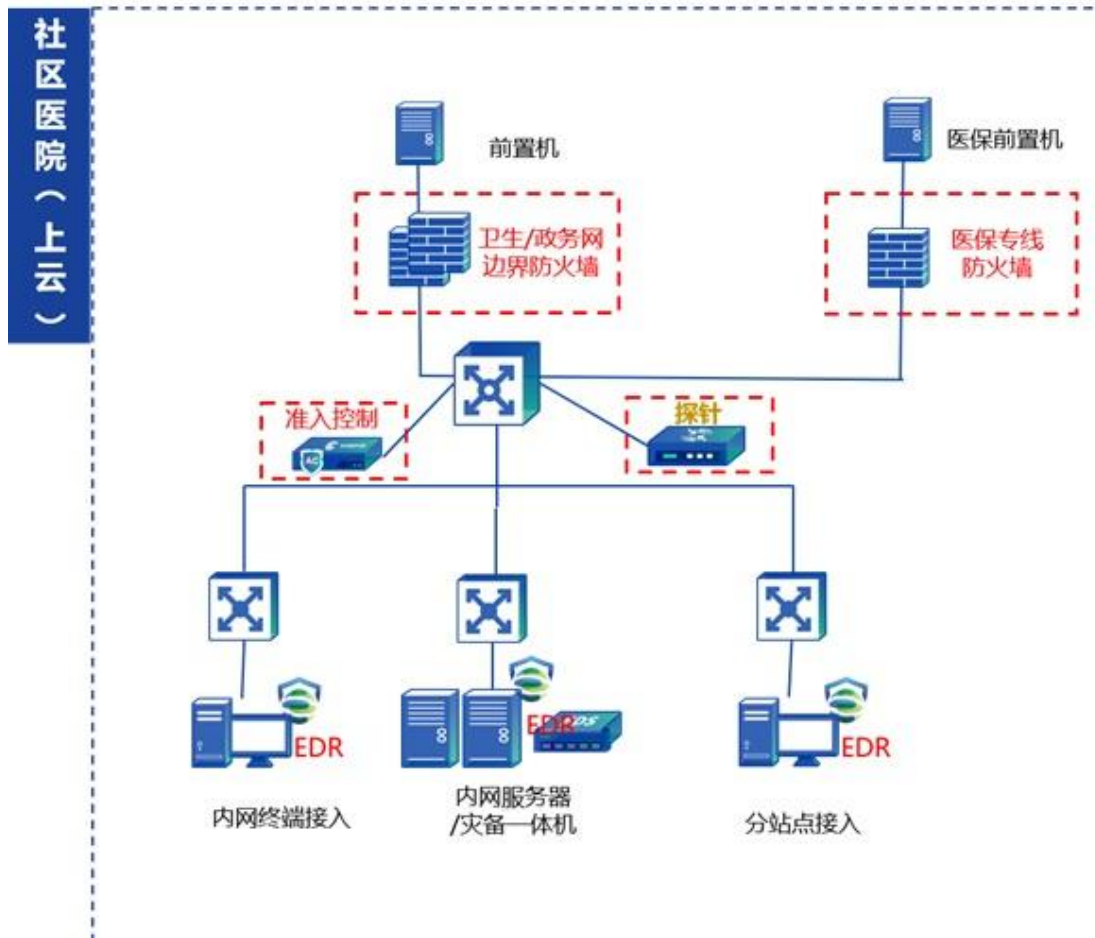 社区医院（上云）
前置机
医保前置机
卫生/政务网
边界防火墙
医保专线
防火墙
准入控制
AC
探针
EDR
EDR
EDR
内网终端接入
内网服务器
/灾备一体机
分站点接入